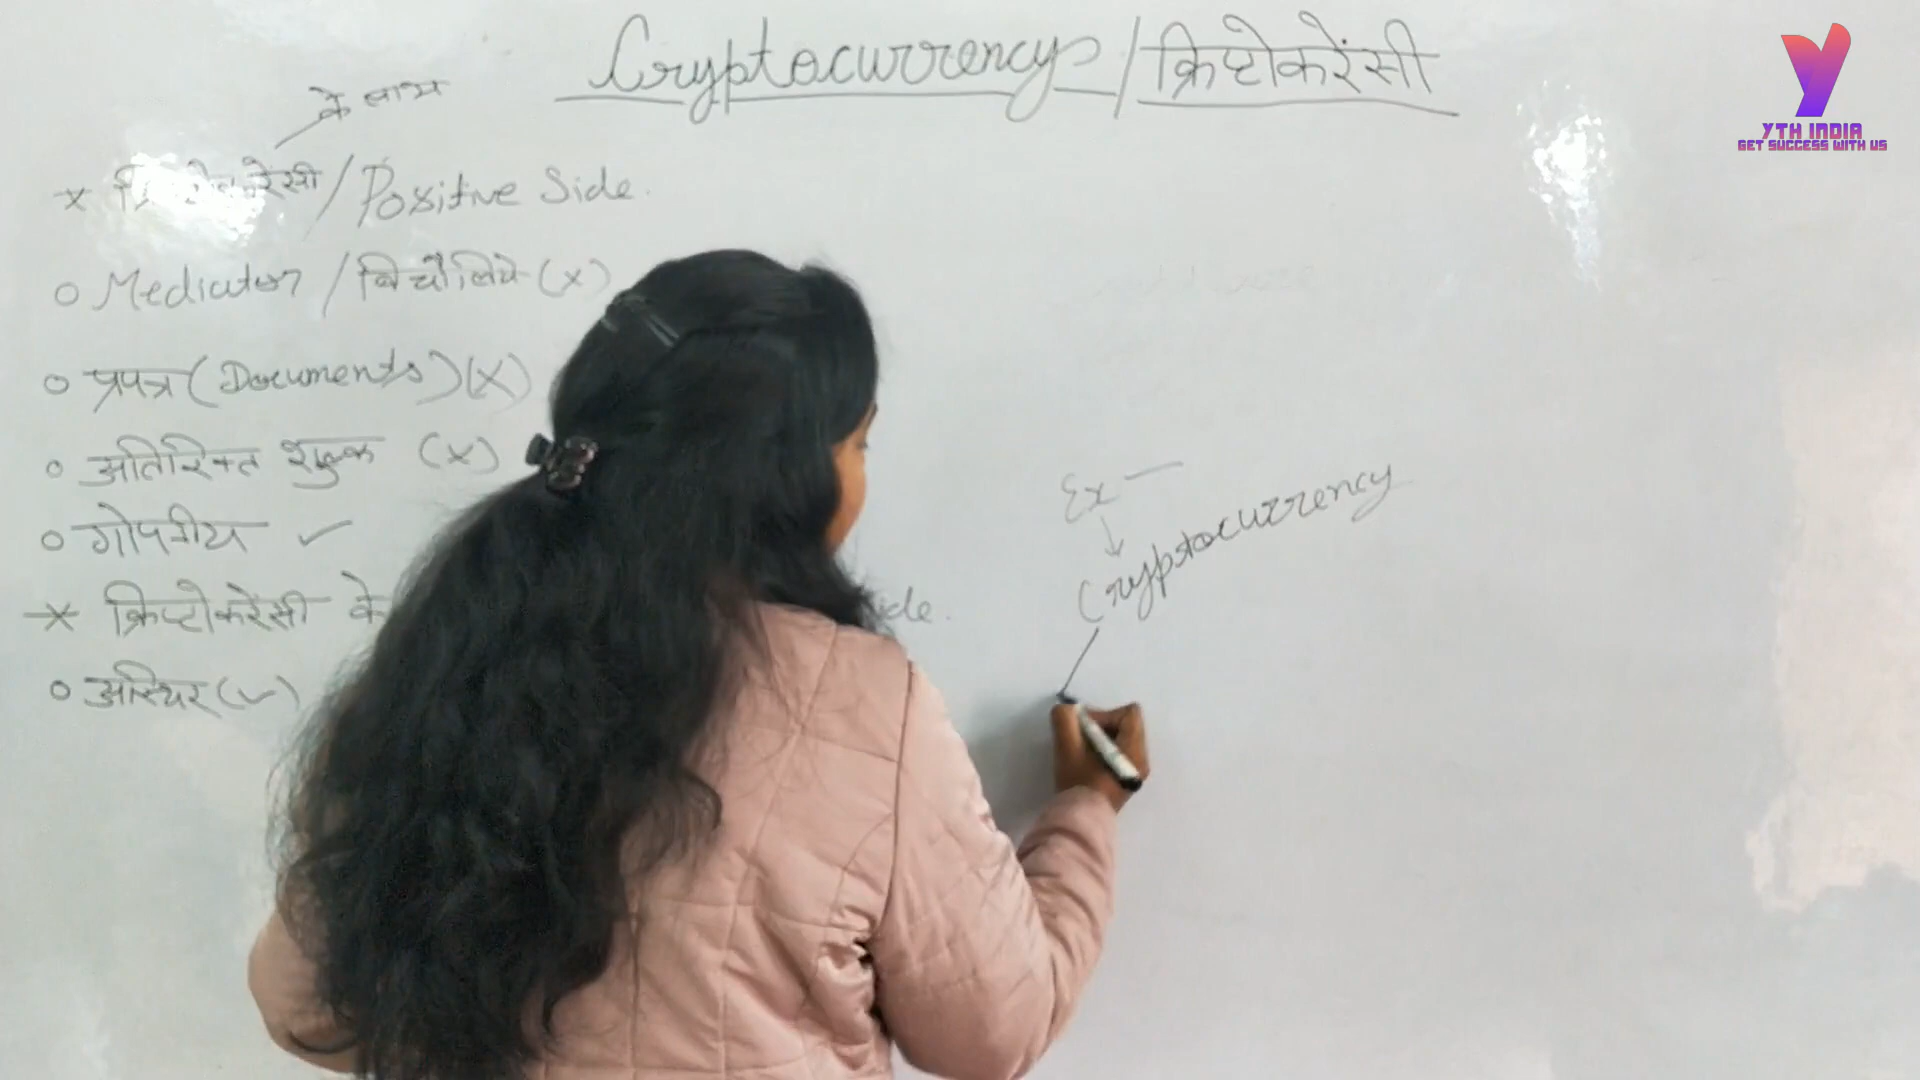 Cryptocurrency / क्रिप्टोकरेंसी
YTH INDIA
GET SUCCESS WITH US
के लाभ
* क्रिप्टोकरेंसी / Positive Side.
○ Mediator / बिचौलिये (x)
○ प्रपत्र (Documents) (X)
○ अतिरिक्त शुल्क (x)
○ गोपनीय ✓
* क्रिप्टोकरेंसी के
○ अस्थिर (✓)
Ex —
Cryptocurrency